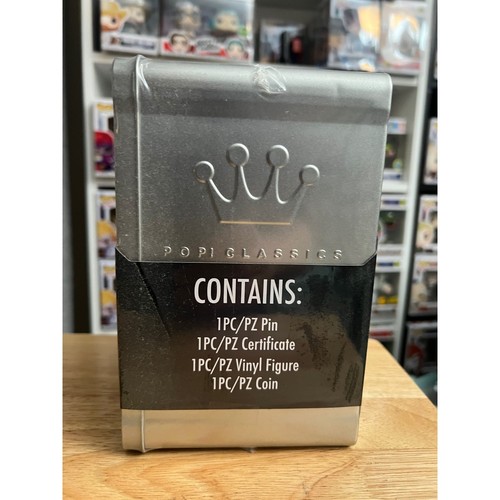 POP! CLASSICS
CONTAINS:
1PC/PZ Pin
1PC/PZ Certificate
1PC/PZ Vinyl Figure
1PC/PZ Coin